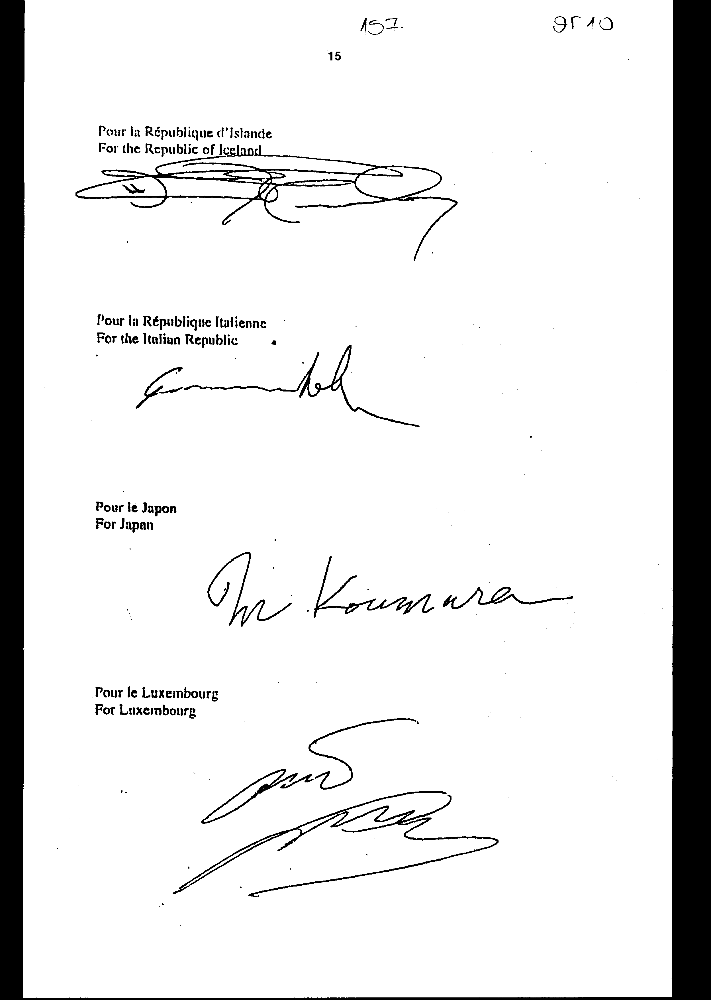 157
15
Pour la République d'Islande
For the Republic of Iceland
Pour la République Italienne
For the Italian Republic
Pour le Japon
For Japan
Koumura
Pour le Luxembourg
For Luxembourg